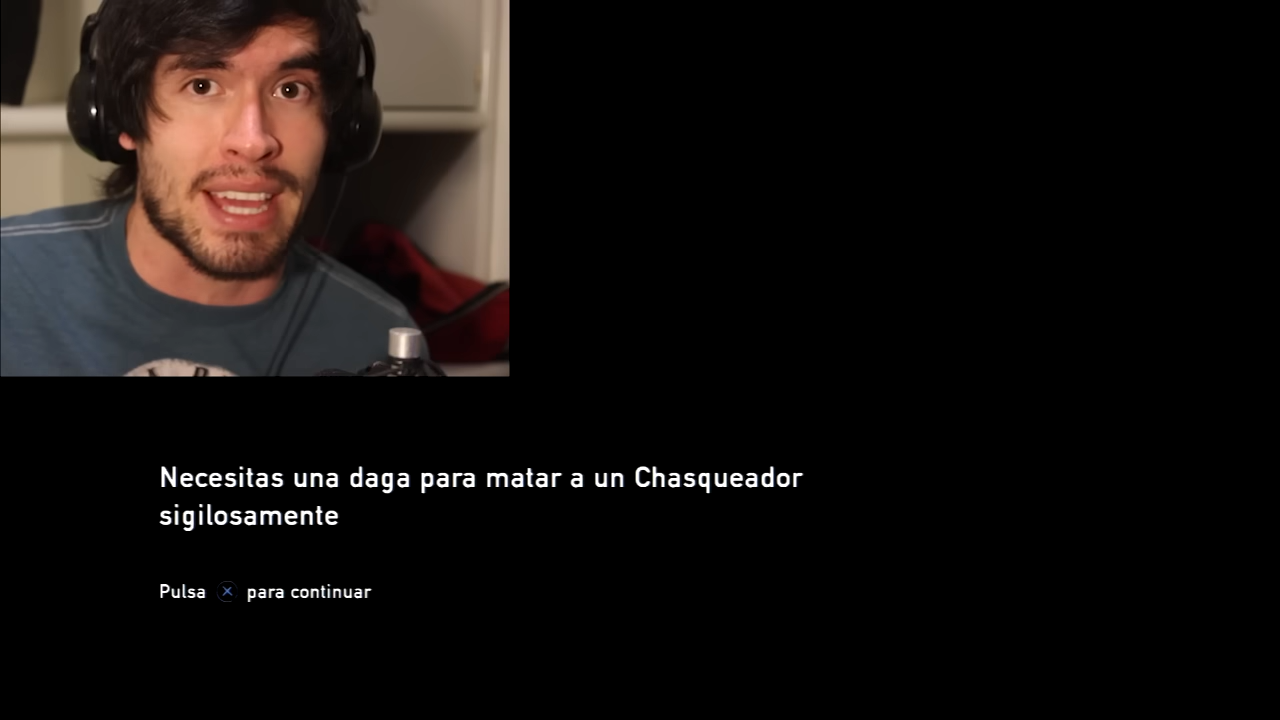 Necesitas una daga para matar a un Chasqueador
sigilosamente
Pulsa para continuar